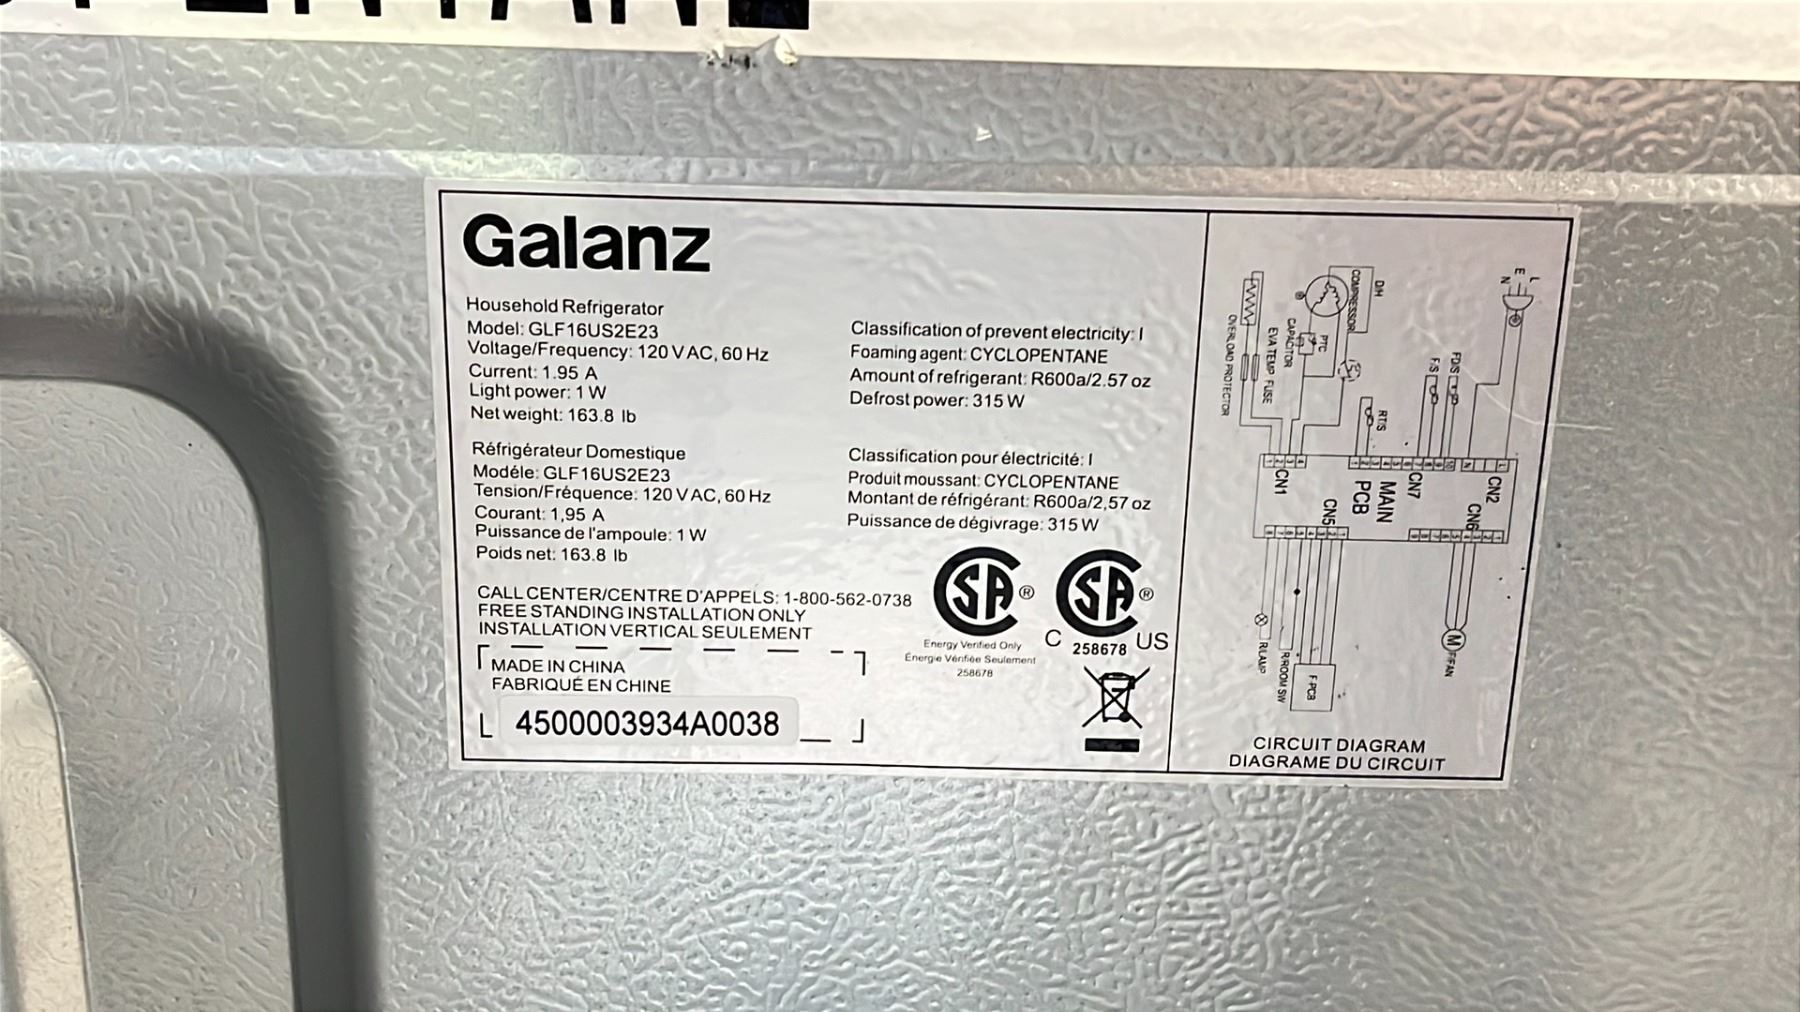 Galanz
Household Refrigerator
Model: GLF16US2E23
Voltage/Frequency: 120 V AC, 60 Hz
Current: 1.95 A
Light power: 1 W
Net weight: 163.8 lb
Classification of prevent electricity: I
Foaming agent: CYCLOPENTANE
Amount of refrigerant: R600a/2.57 oz
Defrost power: 315 W
Réfrigérateur Domestique
Modéle: GLF16US2E23
Tension/Fréquence: 120 V AC, 60 Hz
Courant: 1,95 A
Puissance de l'ampoule: 1 W
Poids net: 163.8 lb
Classification pour électricité: I
Produit moussant: CYCLOPENTANE
Montant de réfrigérant: R600a/2,57 oz
Puissance de dégivrage: 315 W
CALL CENTER/CENTRE D'APPELS: 1-800-562-0738
FREE STANDING INSTALLATION ONLY
INSTALLATION VERTICAL SEULEMENT
MADE IN CHINA
FABRIQUÉ EN CHINE
4500003934A0038
SA ®
Energy Verified Only
Énergie Vérifiée Seulement
258678
SA ®
C 258678 US
L
E
N
D/H
COMPRESSOR
PTC
CAPACITOR
EVA TEMP FUSE
OVERLOAD PROTECTOR
F/S
RT/S
CN1
CN7
CN2
MAIN
PCB
CN5
CN6
M
F/FAN
R/LAMP
R/ROOM SW
F-PCB
CIRCUIT DIAGRAM
DIAGRAME DU CIRCUIT